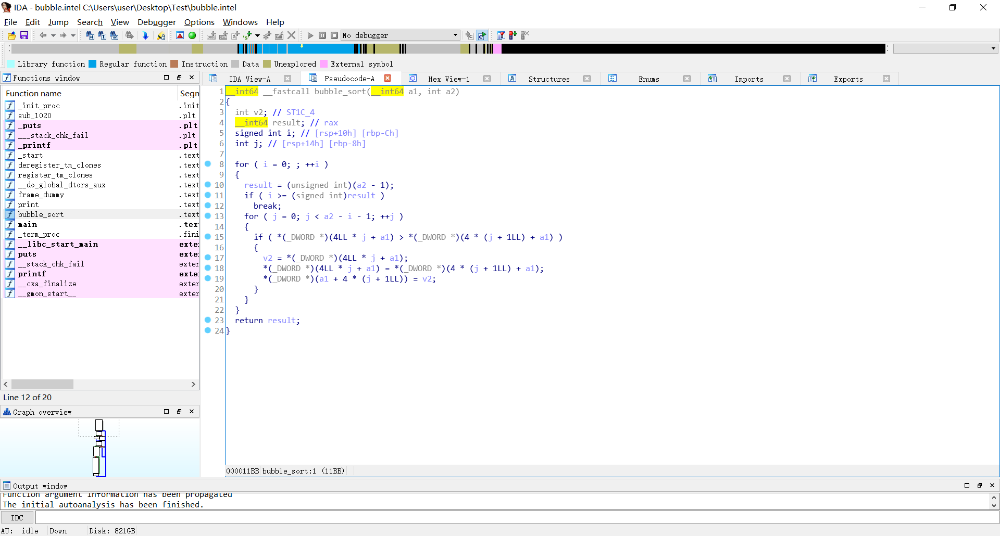 IDA - bubble.intel C:\Users\user\Desktop\Test\bubble.intel
File Edit Jump Search View Debugger Options Windows Help
No debugger
Library function Regular function Instruction Data Unexplored External symbol
Functions window
Function name Segm
_init_proc .init
sub_1020 .plt
_puts .plt
___stack_chk_fail .plt
_printf .plt
_start .text
deregister_tm_clones .text
register_tm_clones .text
__do_global_dtors_aux .text
frame_dummy .text
print .text
bubble_sort .text
main .tex
_term_proc .fini
__libc_start_main exte
puts exte
__stack_chk_fail exter
printf exte
__cxa_finalize exter
__gmon_start__ exter
Line 12 of 20
Graph overview
IDA View-A Pseudocode-A Hex View-1 Structures Enums Imports Exports
1 __int64 __fastcall bubble_sort(__int64 a1, int a2)
2 {
3 int v2; // ST1C_4
4 __int64 result; // rax
5 signed int i; // [rsp+10h] [rbp-Ch]
6 int j; // [rsp+14h] [rbp-8h]
7
8 for ( i = 0; ; ++i )
9 {
10 result = (unsigned int)(a2 - 1);
11 if ( i >= (signed int)result )
12 break;
13 for ( j = 0; j < a2 - i - 1; ++j )
14 {
15 if ( *(_DWORD *)(4LL * j + a1) > *(_DWORD *)(4 * (j + 1LL) + a1) )
16 {
17 v2 = *(_DWORD *)(4LL * j + a1);
18 *(_DWORD *)(4LL * j + a1) = *(_DWORD *)(4 * (j + 1LL) + a1);
19 *(_DWORD *)(a1 + 4 * (j + 1LL)) = v2;
20 }
21 }
22 }
23 return result;
24 }
000011BB bubble_sort:1 (11BB)
Output window
Function argument information has been propagated
The initial autoanalysis has been finished.
IDC
AU: idle Down Disk: 821GB